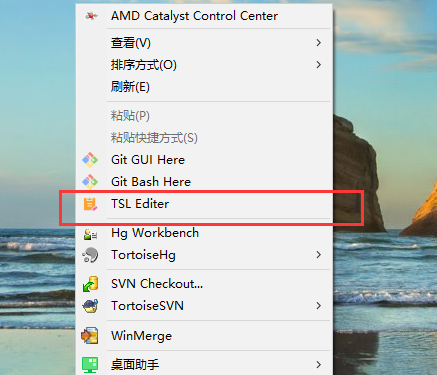 AMD Catalyst Control Center
查看(V)
排序方式(O)
刷新(E)
粘贴(P)
粘贴快捷方式(S)
Git GUI Here
Git Bash Here
TSL Editer
Hg Workbench
TortoiseHg
SVN Checkout...
TortoiseSVN
WinMerge
桌面助手